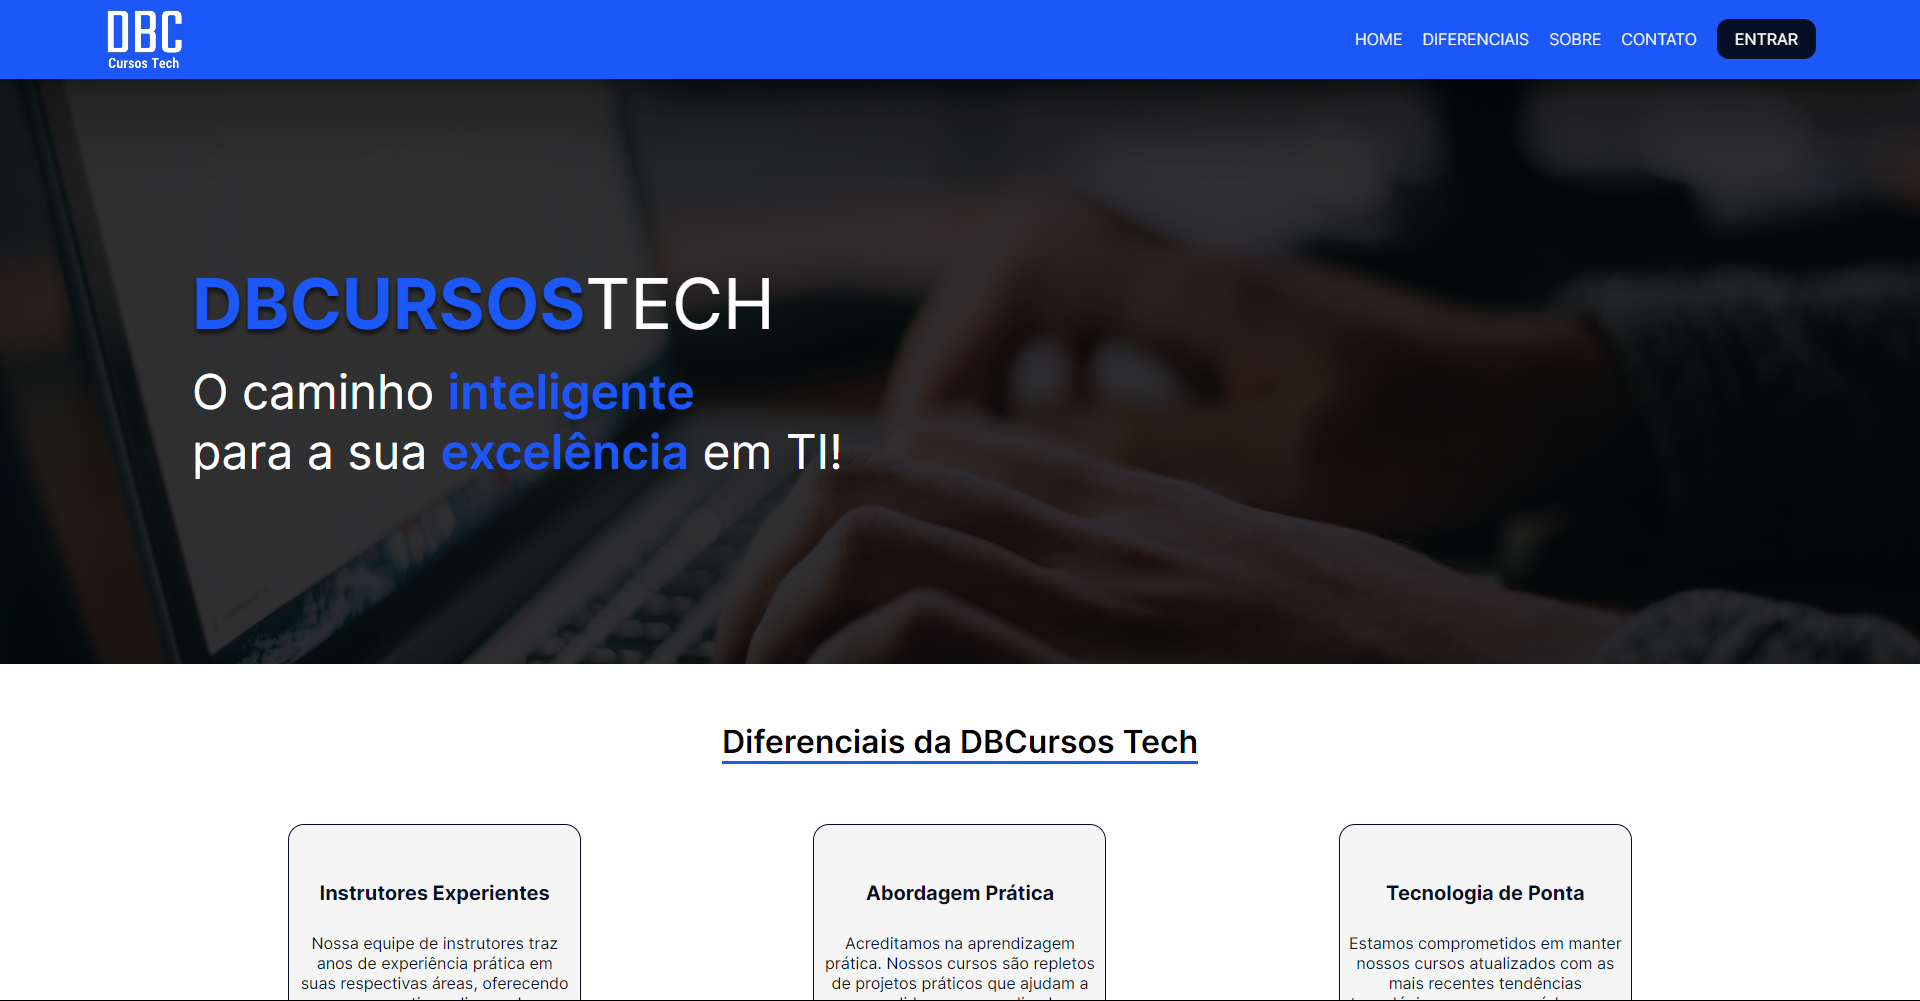 DBC
Cursos Tech
HOME DIFERENCIAIS SOBRE CONTATO ENTRAR
DBCURSOSTECH
O caminho inteligente
para a sua excelência em TI!
Diferenciais da DBCursos Tech
Instrutores Experientes
Nossa equipe de instrutores traz
anos de experiência prática em
suas respectivas áreas, oferecendo
Abordagem Prática
Acreditamos na aprendizagem
prática. Nossos cursos são repletos
de projetos práticos que ajudam a
Tecnologia de Ponta
Estamos comprometidos em manter
nossos cursos atualizados com as
mais recentes tendências